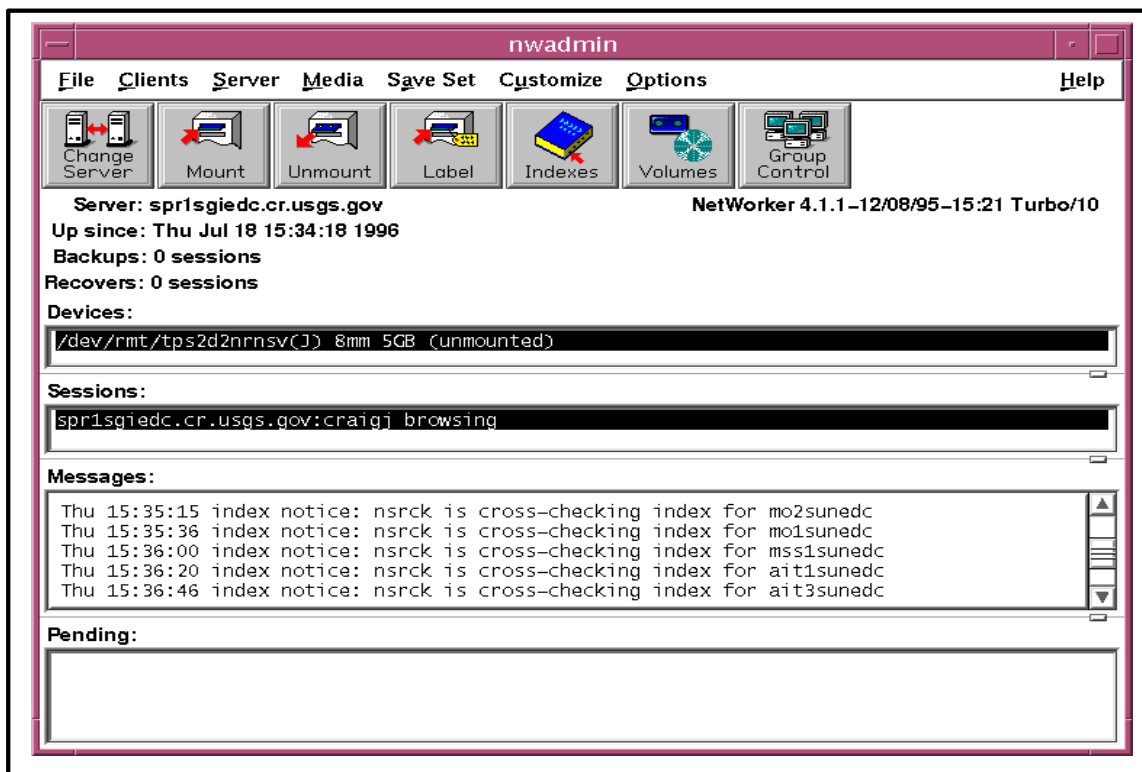 nwadmin
File Clients Server Media Save Set Customize Options Help
Change Server
Mount
Unmount
Label
Indexes
Volumes
Group Control
Server: spr1sgiedc.cr.usgs.gov
NetWorker 4.1.1–12/08/95–15:21 Turbo/10
Up since: Thu Jul 18 15:34:18 1996
Backups: 0 sessions
Recovers: 0 sessions
Devices:
/dev/rmt/tps2d2nrnsv(J) 8mm 5GB (unmounted)
Sessions:
spr1sgiedc.cr.usgs.gov:craigj browsing
Messages:
Thu 15:35:15 index notice: nsrck is cross–checking index for mo2sunedc
Thu 15:35:36 index notice: nsrck is cross–checking index for mo1sunedc
Thu 15:36:00 index notice: nsrck is cross–checking index for mss1sunedc
Thu 15:36:20 index notice: nsrck is cross–checking index for ait1sunedc
Thu 15:36:46 index notice: nsrck is cross–checking index for ait3sunedc
Pending: